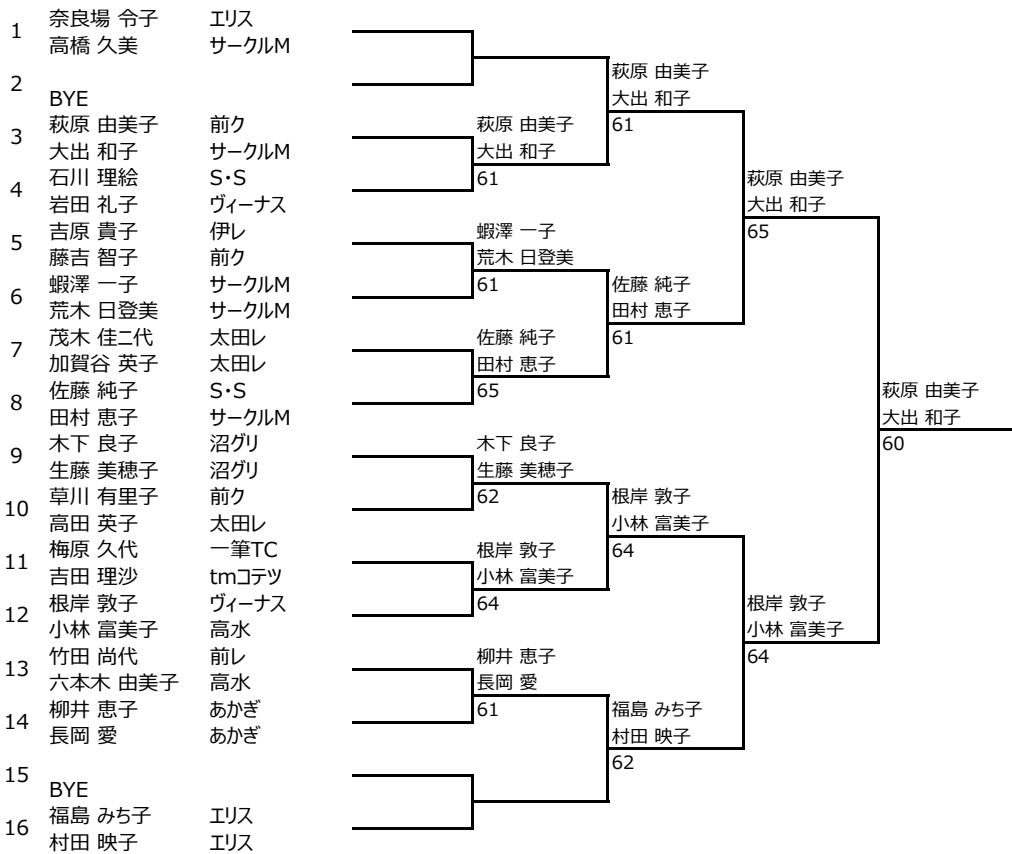 1 奈良場 令子 エリス
高橋 久美 サークルM
2 BYE
3 萩原 由美子 前ク
大出 和子 サークルM
4 石川 理絵 S・S
岩田 礼子 ヴィーナス
5 吉原 貴子 伊レ
藤吉 智子 前ク
6 蝦澤 一子 サークルM
荒木 日登美 サークルM
7 茂木 佳二代 太田レ
加賀谷 英子 太田レ
8 佐藤 純子 S・S
田村 恵子 サークルM
9 木下 良子 沼グリ
生藤 美穂子 沼グリ
10 草川 有里子 前ク
高田 英子 太田レ
11 梅原 久代 一筆TC
吉田 理沙 tmコテツ
12 根岸 敦子 ヴィーナス
小林 富美子 高水
13 竹田 尚代 前レ
六本木 由美子 高水
14 柳井 恵子 あかぎ
長岡 愛 あかぎ
15 BYE
16 福島 みち子 エリス
村田 映子 エリス
萩原 由美子
大出 和子
61
蝦澤 一子
荒木 日登美
61
佐藤 純子
田村 恵子
65
木下 良子
生藤 美穂子
62
根岸 敦子
小林 富美子
64
柳井 恵子
長岡 愛
61
萩原 由美子
大出 和子
61
佐藤 純子
田村 恵子
61
根岸 敦子
小林 富美子
64
福島 みち子
村田 映子
62
萩原 由美子
大出 和子
65
根岸 敦子
小林 富美子
64
萩原 由美子
大出 和子
60